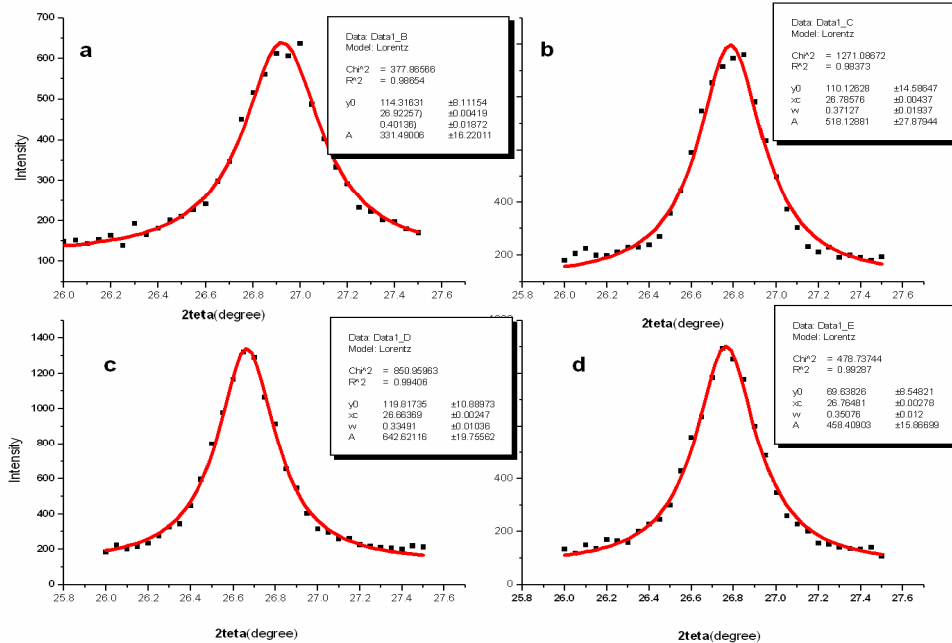 a
Intensity
700
600
500
400
300
200
100
26.0 26.2 26.4 26.6 26.8 27.0 27.2 27.4 27.6
2teta(degree)
Data: Data1_B
Model: Lorentz
Chi^2 = 377.86566
R^2 = 0.98654
y0 114.31631 ±8.11154
26.92257) ±0.00419
0.40136) ±0.01872
A 331.49006 ±16.22011
b
400
200
25.8 26.0 26.2 26.4 26.6 26.8 27.0 27.2 27.4 27.6
2teta(degree)
Data: Data1_C
Model: Lorentz
Chi^2 = 1271.08672
R^2 = 0.98373
y0 110.12628 ±14.58647
xc 26.78576 ±0.00437
w 0.37127 ±0.01937
A 518.12881 ±27.87944
c
Intensity
1400
1200
1000
800
600
400
200
0
25.8 26.0 26.2 26.4 26.6 26.8 27.0 27.2 27.4 27.6
2teta(degree)
Data: Data1_D
Model: Lorentz
Chi^2 = 850.95963
R^2 = 0.99406
y0 119.81735 ±10.88973
xc 26.66369 ±0.00247
w 0.33491 ±0.01036
A 642.62116 ±19.75562
d
800
600
400
200
0
25.8 26.0 26.2 26.4 26.6 26.8 27.0 27.2 27.4 27.6
2teta(degree)
Data: Data1_E
Model: Lorentz
Chi^2 = 478.73744
R^2 = 0.99287
y0 69.63826 ±8.54821
xc 26.76481 ±0.00278
w 0.35076 ±0.012
A 458.40903 ±15.86699